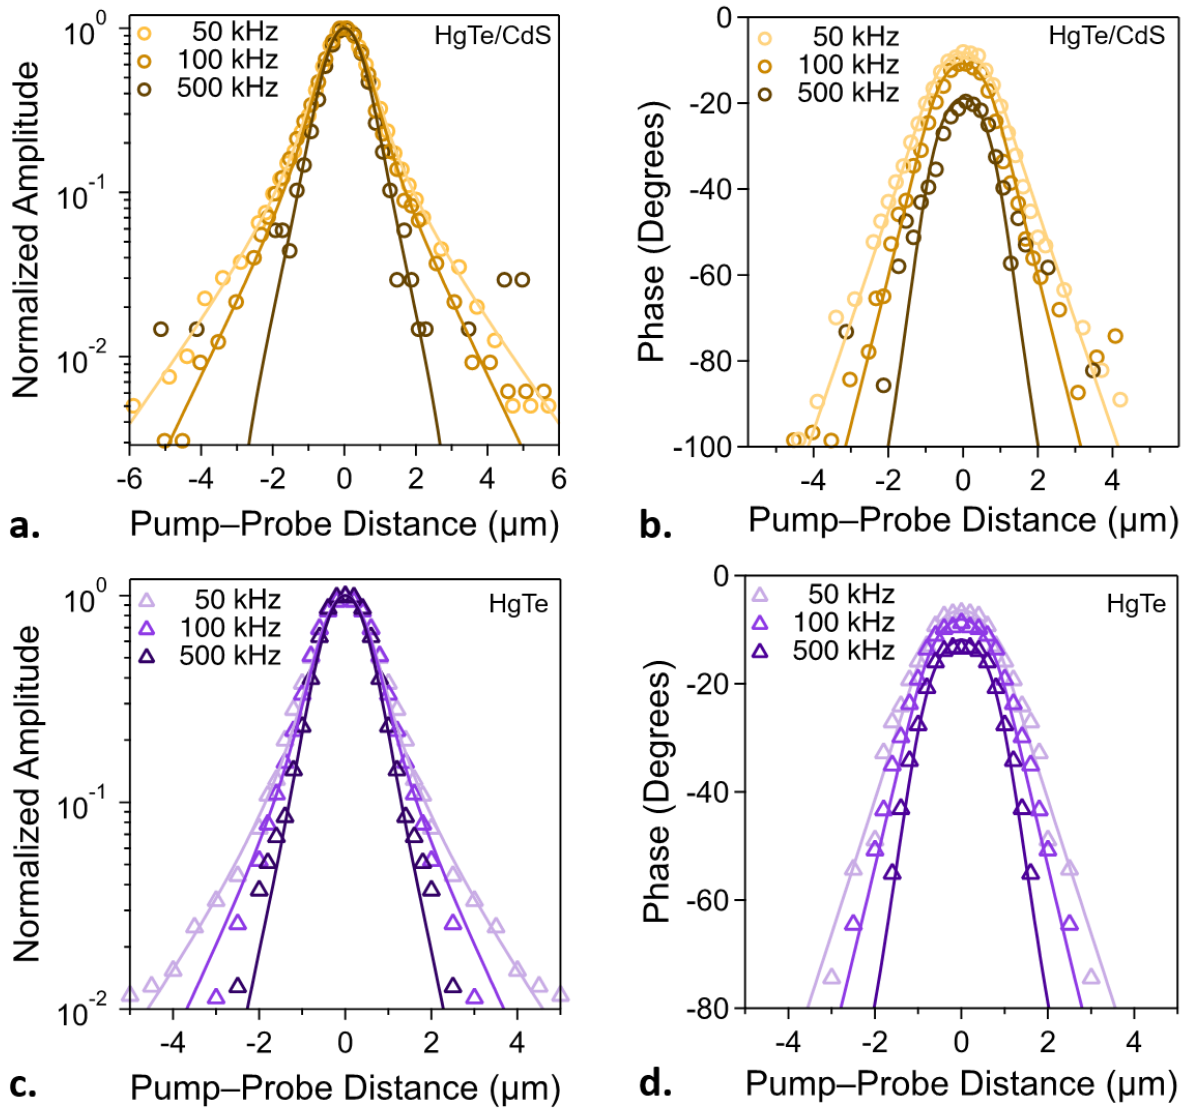 10⁰
10⁻¹
10⁻²
Normalized Amplitude
50 kHz
100 kHz
500 kHz
HgTe/CdS
-6 -4 -2 0 2 4 6
Pump–Probe Distance (µm)
a.
0
-20
-40
-60
-80
-100
Phase (Degrees)
50 kHz
100 kHz
500 kHz
HgTe/CdS
-4 -2 0 2 4
Pump–Probe Distance (µm)
b.
10⁰
10⁻¹
10⁻²
Normalized Amplitude
50 kHz
100 kHz
500 kHz
HgTe
-4 -2 0 2 4
Pump–Probe Distance (µm)
c.
0
-20
-40
-60
-80
Phase (Degrees)
50 kHz
100 kHz
500 kHz
HgTe
-4 -2 0 2 4
Pump–Probe Distance (µm)
d.